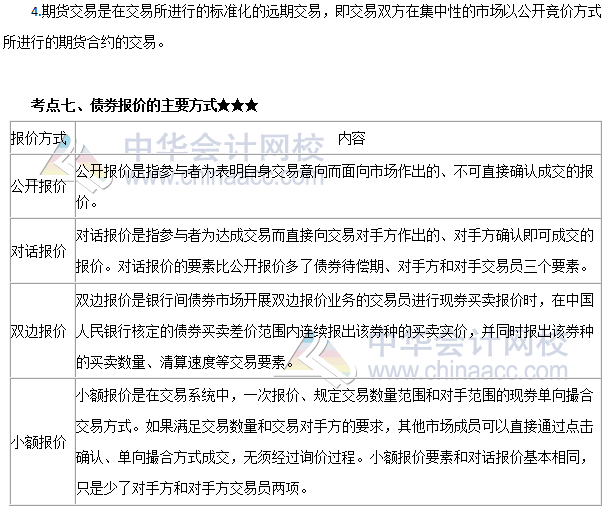 4.期货交易是在交易所进行的标准化的远期交易，即交易双方在集中性的市场以公开竞价方式
所进行的期货合约的交易。
考点七、债券报价的主要方式★★★
报价方式 内容
公开报价
公开报价是指参与者为表明自身交易意向而面向市场作出的、不可直接确认成交的报
价。
对话报价
对话报价是指参与者为达成交易而直接向交易对手方作出的、对手方确认即可成交的
报价。对话报价的要素比公开报价多了债券待偿期、对手方和对手交易员三个要素。
双边报价
双边报价是银行间债券市场开展双边报价业务的交易员进行现券买卖报价时，在中国
人民银行核定的债券买卖差价范围内连续报出该券种的买卖实价，并同时报出该券种
的买卖数量、清算速度等交易要素。
小额报价
小额报价是在交易系统中，一次报价、规定交易数量范围和对手范围的现券单向撮合
交易方式。如果满足交易数量和交易对手方的要求，其他市场成员可以直接通过点击
确认、单向撮合方式成交，无须经过询价过程。小额报价要素和对话报价基本相同，
只是少了对手方和对手方交易员两项。
中华会计网校
www.chinaacc.com
中华会计网校
www.chinaacc.com